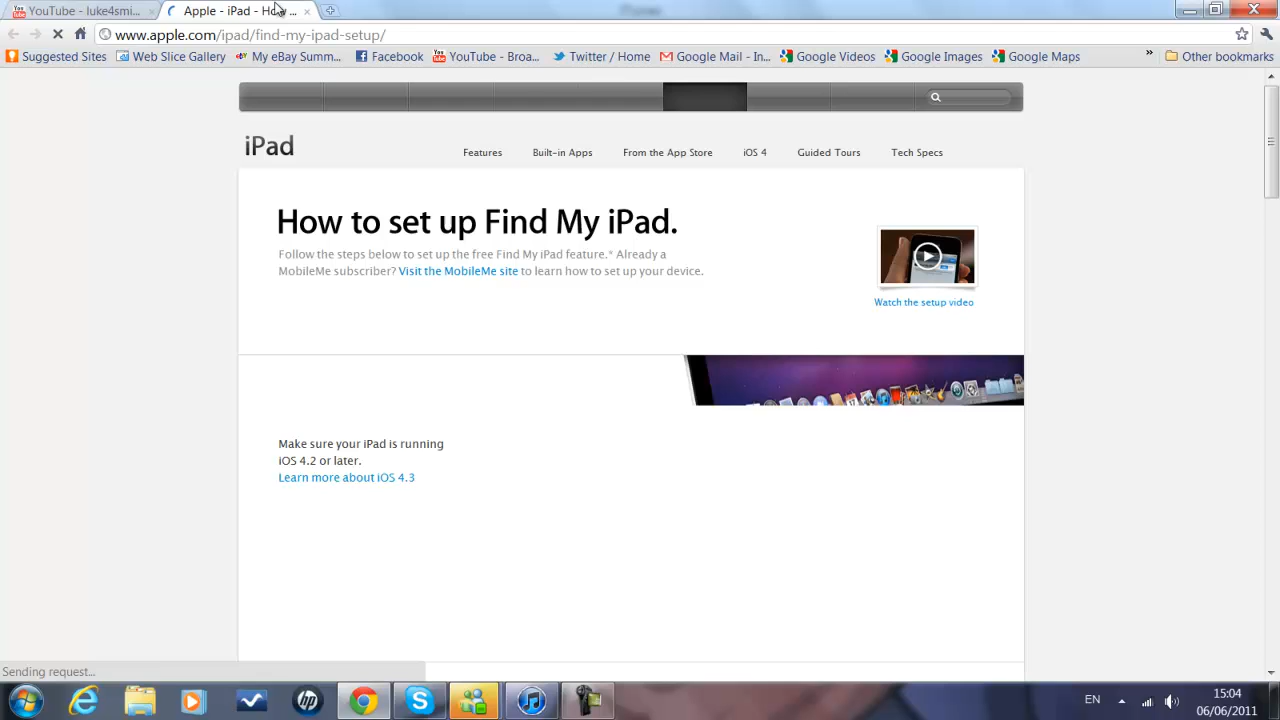 YouTube - luke4smi...
Apple - iPad - How ...
www.apple.com/ipad/find-my-ipad-setup/
Suggested Sites
Web Slice Gallery
My eBay Summ...
Facebook
YouTube - Broa...
Twitter / Home
Google Mail - In...
Google Videos
Google Images
Google Maps
»
Other bookmarks
iPad
Features
Built-in Apps
From the App Store
iOS 4
Guided Tours
Tech Specs
How to set up Find My iPad.
Follow the steps below to set up the free Find My iPad feature.* Already a
MobileMe subscriber? Visit the MobileMe site to learn how to set up your device.
Watch the setup video
Make sure your iPad is running
iOS 4.2 or later.
Learn more about iOS 4.3
Sending request...
EN
15:04
06/06/2011